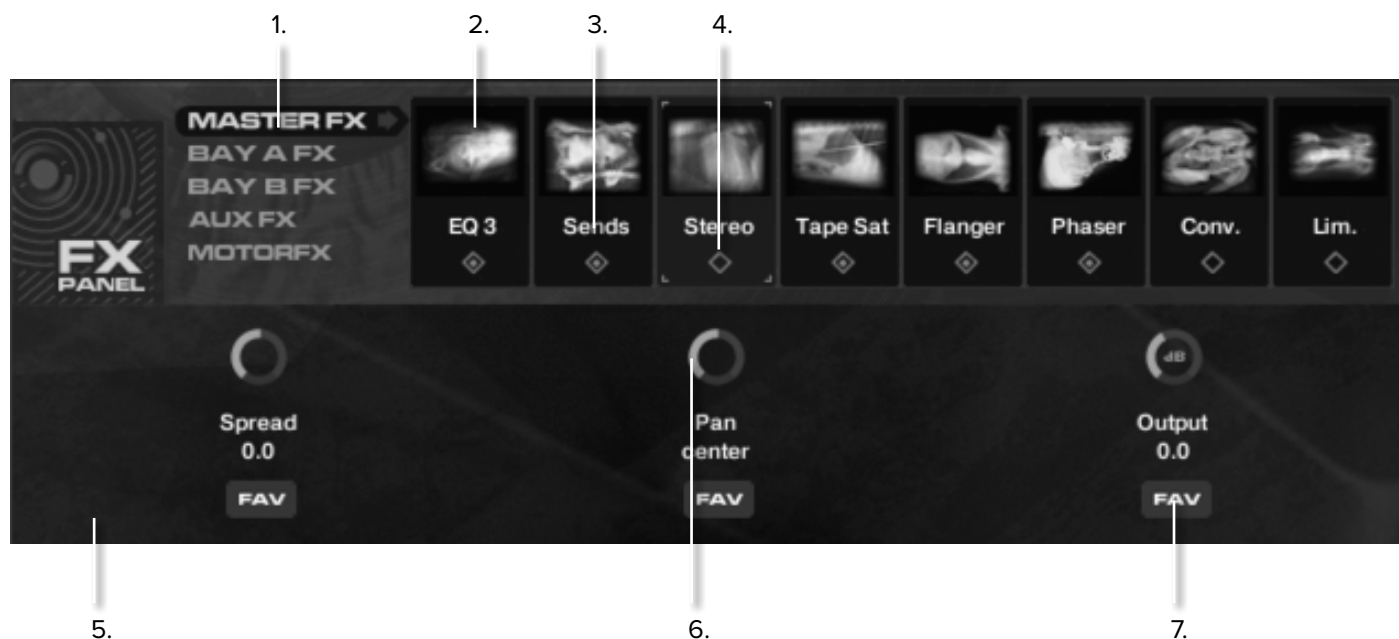 1.
2.
3.
4.
MASTER FX
BAY A FX
BAY B FX
AUX FX
MOTORFX
FX
PANEL
EQ 3
Sends
Stereo
Tape Sat
Flanger
Phaser
Conv.
Lim.
Spread
0.0
FAV
Pan
center
FAV
dB
Output
0.0
FAV
5.
6.
7.